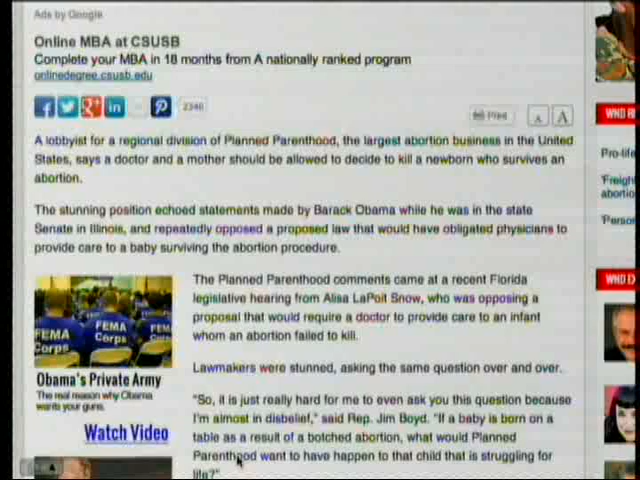 Ads by Google
Online MBA at CSUSB
Complete your MBA in 18 months from A nationally ranked program
onlinedegree.csusb.edu
2346
Print
A A
A lobbyist for a regional division of Planned Parenthood, the largest abortion business in the United
States, says a doctor and a mother should be allowed to decide to kill a newborn who survives an
abortion.
The stunning position echoed statements made by Barack Obama while he was in the state
Senate in Illinois, and repeatedly opposed a proposed law that would have obligated physicians to
provide care to a baby surviving the abortion procedure.
The Planned Parenthood comments came at a recent Florida
legislative hearing from Alisa LaPolt Snow, who was opposing a
proposal that would require a doctor to provide care to an infant
whom an abortion failed to kill.
Lawmakers were stunned, asking the same question over and over.
"So, it is just really hard for me to even ask you this question because
I'm almost in disbelief," said Rep. Jim Boyd. "If a baby is born on a
table as a result of a botched abortion, what would Planned
Parenthood want to have happen to that child that is struggling for
life?"
FEMA
Corps
FEMA
Corps
FEMA
Corps
Obama's Private Army
The real reason why Obama
wants your guns.
Watch Video
WND
Pro-life
'Freigh
abortio
'Person
WND E